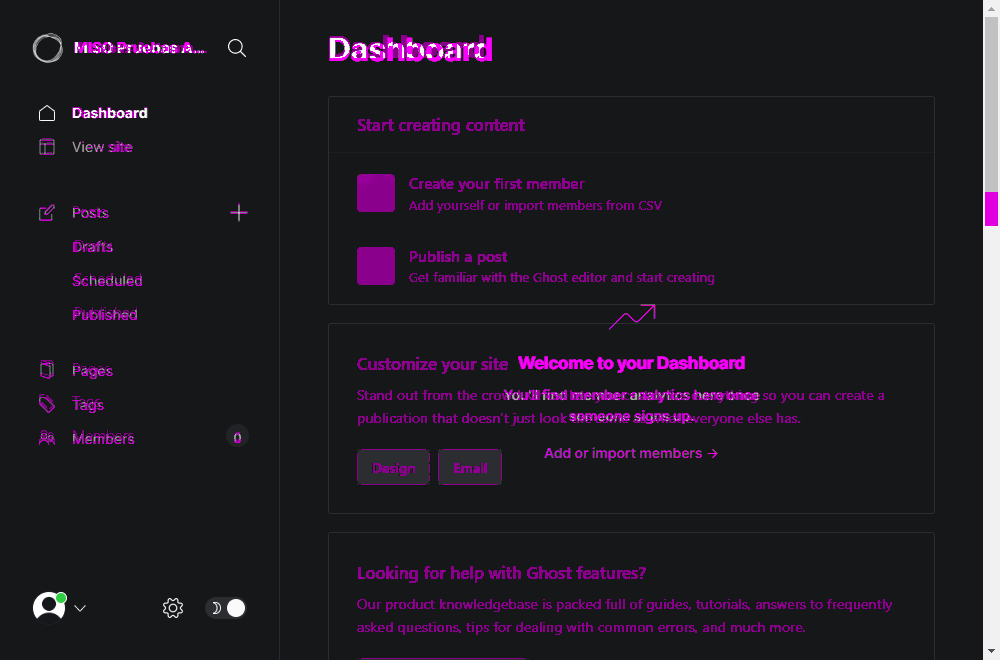 MISO Pruebas A...
Dashboard
View site
Posts
Drafts
Scheduled
Published
Pages
Tags
Members
0
Dashboard
Start creating content
Create your first member
Add yourself or import members from CSV
Publish a post
Get familiar with the Ghost editor and start creating
Customize your site
Welcome to your Dashboard
Stand out from the crowd so you can create a
You'll find member analytics here once
publication that doesn't just look everyone else has.
someone signs up.
Add or import members →
Design
Email
Looking for help with Ghost features?
Our product knowledgebase is packed full of guides, tutorials, answers to frequently
asked questions, tips for dealing with common errors, and much more.